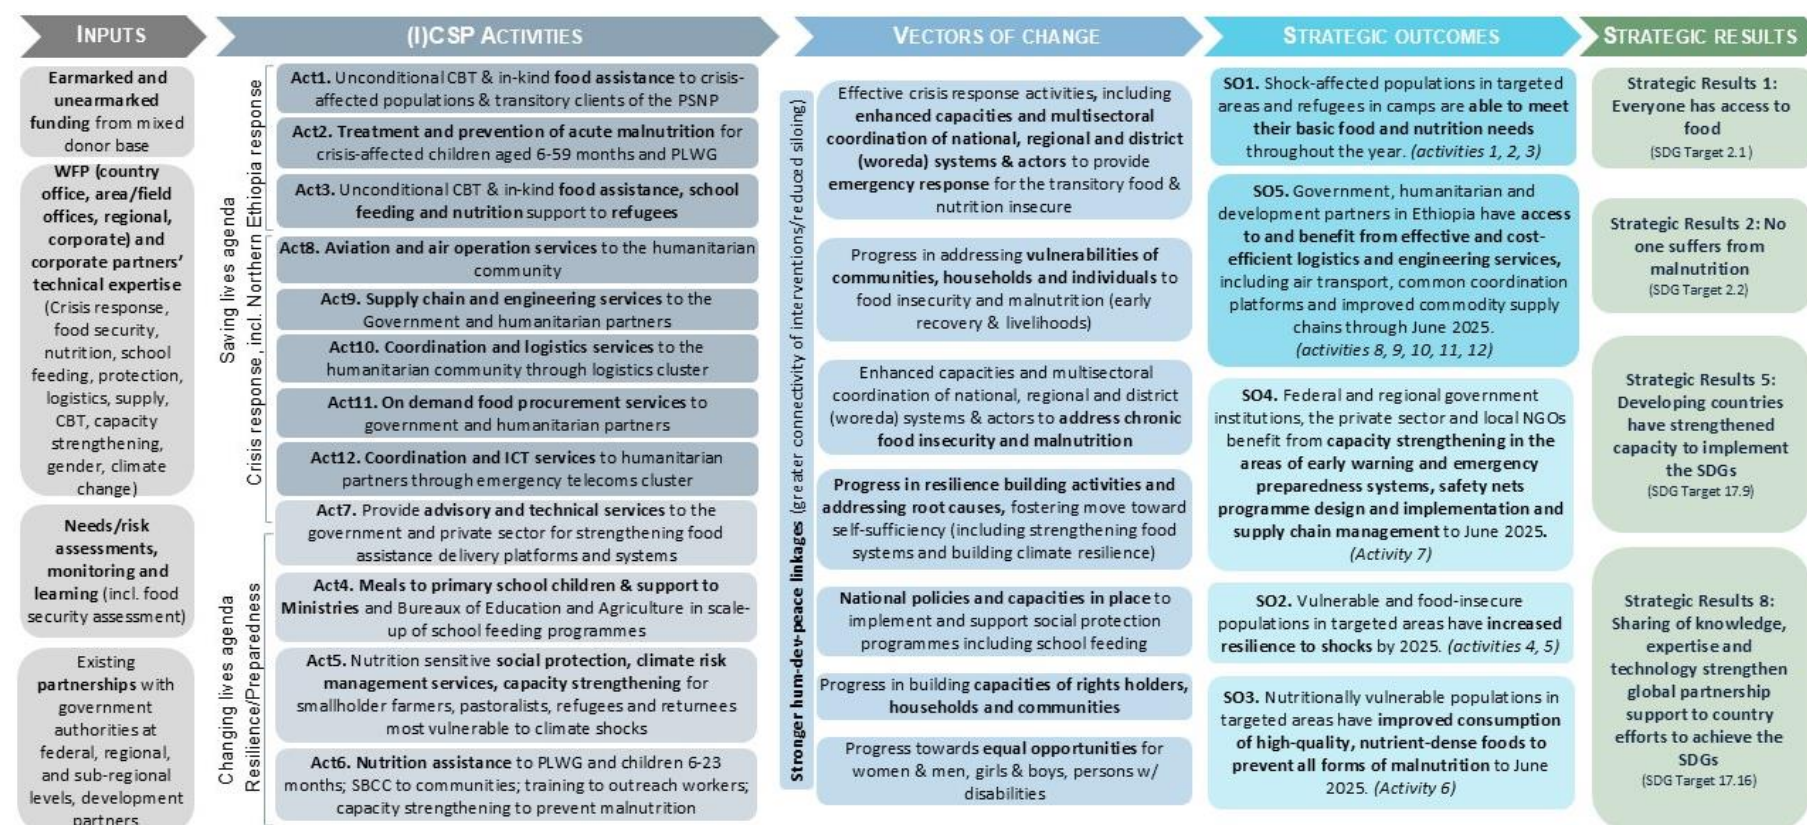 INPUTS
Earmarked and
unearmarked
funding from mixed
donor base
WFP (country
office, area/field
offices, regional,
corporate) and
corporate partners'
technical expertise
(Crisis response,
food security,
nutrition, school
feeding, protection,
logistics, supply,
CBT, capacity
strengthening,
gender, climate
change)
Needs/risk
assessments,
monitoring and
learning (incl. food
security assessment)
Existing
partnerships with
government
authorities at
federal, regional,
and sub-regional
levels, development
partners
(I)CSP ACTIVITIES
Saving lives agenda
Crisis response, incl. Northern Ethiopia response
Act1. Unconditional CBT & in-kind food assistance to crisis-
affected populations & transitory clients of the PSNP
Act2. Treatment and prevention of acute malnutrition for
crisis-affected children aged 6-59 months and PLWG
Act3. Unconditional CBT & in-kind food assistance, school
feeding and nutrition support to refugees
Act8. Aviation and air operation services to the humanitarian
community
Act9. Supply chain and engineering services to the
Government and humanitarian partners
Act10. Coordination and logistics services to the
humanitarian community through logistics cluster
Act11. On demand food procurement services to
government and humanitarian partners
Act12. Coordination and ICT services to humanitarian
partners through emergency telecoms cluster
Changing lives agenda
Resilience/Preparedness
Act7. Provide advisory and technical services to the
government and private sector for strengthening food
assistance delivery platforms and systems
Act4. Meals to primary school children & support to
Ministries and Bureaux of Education and Agriculture in scale-
up of school feeding programmes
Act5. Nutrition sensitive social protection, climate risk
management services, capacity strengthening for
smallholder farmers, pastoralists, refugees and returnees
most vulnerable to climate shocks
Act6. Nutrition assistance to PLWG and children 6-23
months; SBCC to communities; training to outreach workers;
capacity strengthening to prevent malnutrition
VECTORS OF CHANGE
Stronger hum-dev-peace linkages (greater connectivity of interventions/reduced siloing)
Effective crisis response activities, including
enhanced capacities and multisectoral
coordination of national, regional and district
(woreda) systems & actors to provide
emergency response for the transitory food &
nutrition insecure
Progress in addressing vulnerabilities of
communities, households and individuals to
food insecurity and malnutrition (early
recovery & livelihoods)
Enhanced capacities and multisectoral
coordination of national, regional and district
(woreda) systems & actors to address chronic
food insecurity and malnutrition
Progress in resilience building activities and
addressing root causes, fostering move toward
self-sufficiency (including strengthening food
systems and building climate resilience)
National policies and capacities in place to
implement and support social protection
programmes including school feeding
Progress in building capacities of rights holders,
households and communities
Progress towards equal opportunities for
women & men, girls & boys, persons w/
disabilities
STRATEGIC OUTCOMES
SO1. Shock-affected populations in targeted
areas and refugees in camps are able to meet
their basic food and nutrition needs
throughout the year. (activities 1, 2, 3)
SO5. Government, humanitarian and
development partners in Ethiopia have access
to and benefit from effective and cost-
efficient logistics and engineering services,
including air transport, common coordination
platforms and improved commodity supply
chains through June 2025.
(activities 8, 9, 10, 11, 12)
SO4. Federal and regional government
institutions, the private sector and local NGOs
benefit from capacity strengthening in the
areas of early warning and emergency
preparedness systems, safety nets
programme design and implementation and
supply chain management to June 2025.
(Activity 7)
SO2. Vulnerable and food-insecure
populations in targeted areas have increased
resilience to shocks by 2025. (activities 4, 5)
SO3. Nutritionally vulnerable populations in
targeted areas have improved consumption
of high-quality, nutrient-dense foods to
prevent all forms of malnutrition to June
2025. (Activity 6)
STRATEGIC RESULTS
Strategic Results 1:
Everyone has access to
food
(SDG Target 2.1)
Strategic Results 2: No
one suffers from
malnutrition
(SDG Target 2.2)
Strategic Results 5:
Developing countries
have strengthened
capacity to implement
the SDGs
(SDG Target 17.9)
Strategic Results 8:
Sharing of knowledge,
expertise and
technology strengthen
global partnership
support to country
efforts to achieve the
SDGs
(SDG Target 17.16)